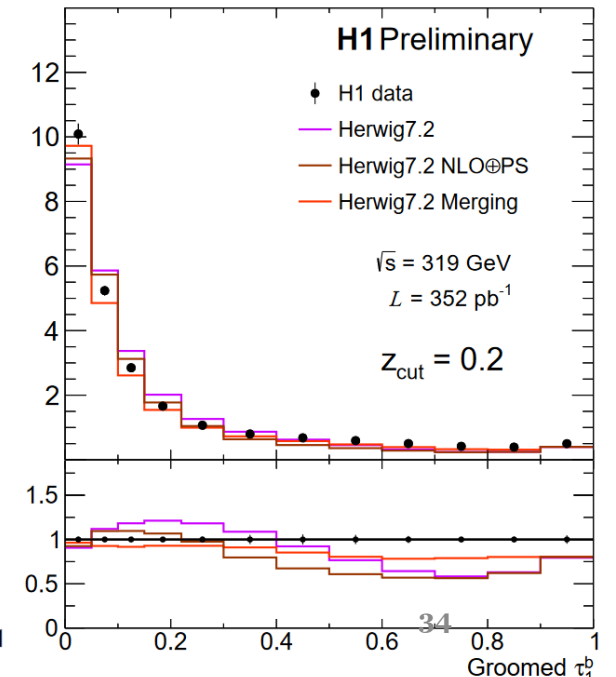 H1 Preliminary
12
H1 data
Herwig7.2
10
Herwig7.2 NLO⊕PS
Herwig7.2 Merging
8
√s = 319 GeV
6
L = 352 pb⁻¹
4
z_cut = 0.2
2
1.5
1
0.5
34
0
0 0.2 0.4 0.6 0.8 1
Groomed τ₁ᵇ